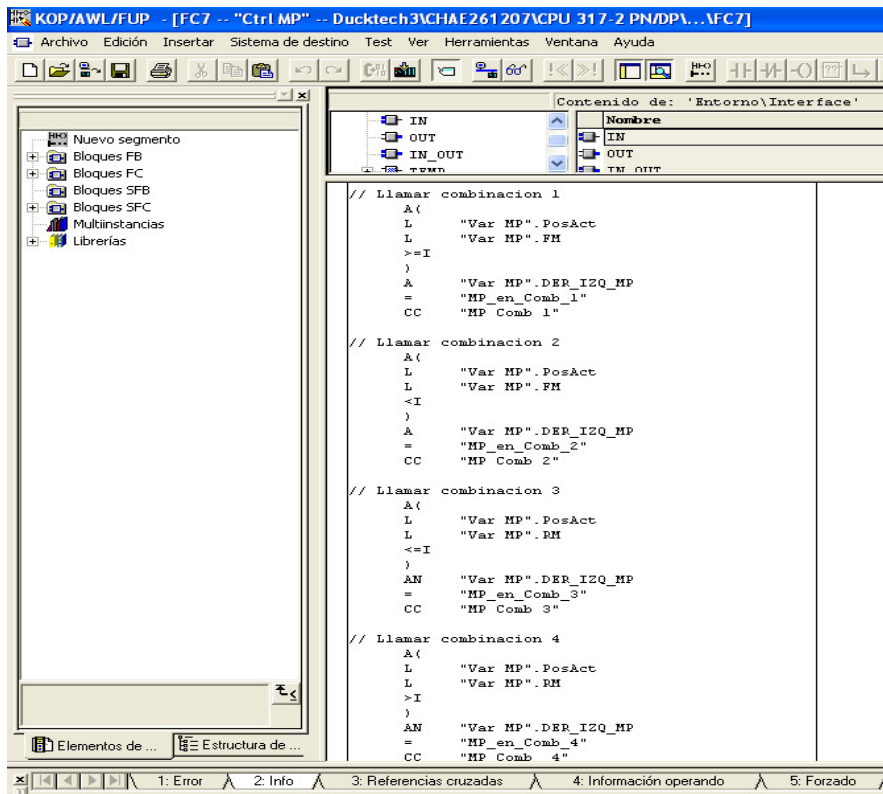 KOP/AWL/FUP - [FC7 -- "Ctrl MP" -- Ducktech3\CHAE261207\CPU 317-2 PN/DP\...\FC7]
Archivo Edición Insertar Sistema de destino Test Ver Herramientas Ventana Ayuda
Contenido de: 'Entorno\Interface'
IN
OUT
IN_OUT
TEMP
Nombre
IN
OUT
IN_OUT
Nuevo segmento
Bloques FB
Bloques FC
Bloques SFB
Bloques SFC
Multiinstancias
Librerías
// Llamar combinacion 1
A(
L "Var MP".PosAct
L "Var MP".FM
>=I
)
A "Var MP".DER_IZQ_MP
= "MP_en_Comb_1"
CC "MP Comb 1"
// Llamar combinacion 2
A(
L "Var MP".PosAct
L "Var MP".FM
<I
)
A "Var MP".DER_IZQ_MP
= "MP_en_Comb_2"
CC "MP Comb 2"
// Llamar combinacion 3
A(
L "Var MP".PosAct
L "Var MP".RM
<=I
)
AN "Var MP".DER_IZQ_MP
= "MP_en_Comb_3"
CC "MP Comb 3"
// Llamar combinacion 4
A(
L "Var MP".PosAct
L "Var MP".RM
>I
)
AN "Var MP".DER_IZQ_MP
= "MP_en_Comb_4"
CC "MP Comb 4"
Elementos de ... Estructura de ...
1: Error 2: Info 3: Referencias cruzadas 4: Información operando 5: Forzado